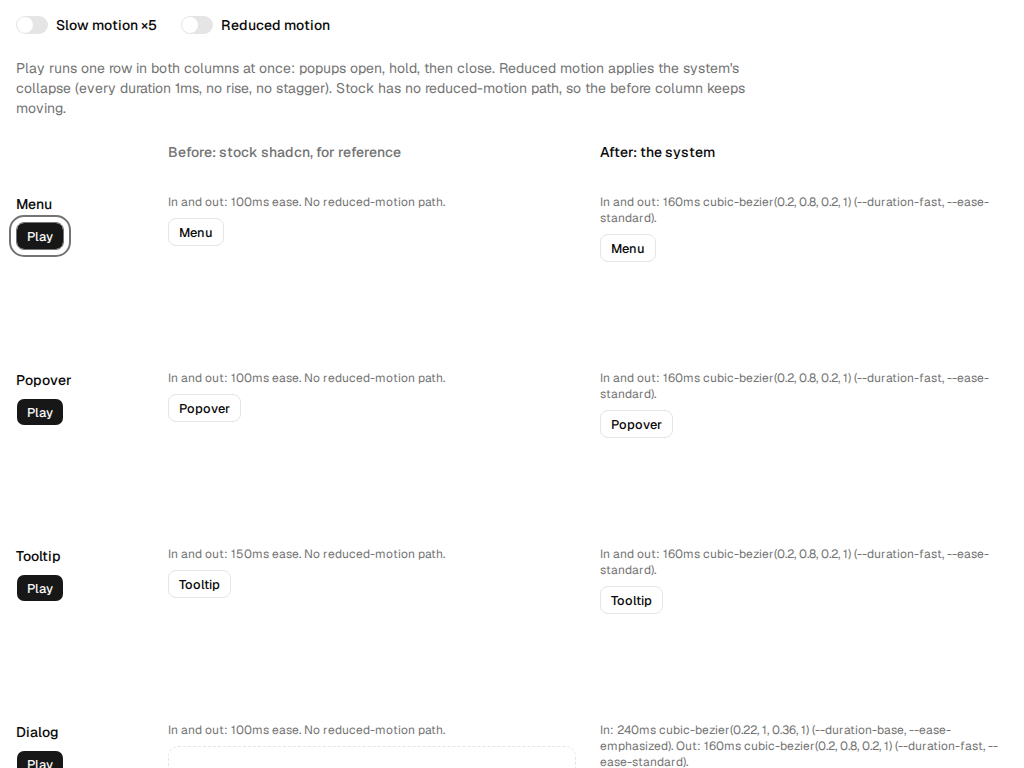 Slow motion ×5
Reduced motion
Play runs one row in both columns at once: popups open, hold, then close. Reduced motion applies the system's
collapse (every duration 1ms, no rise, no stagger). Stock has no reduced-motion path, so the before column keeps
moving.
Before: stock shadcn, for reference
After: the system
Menu
Play
In and out: 100ms ease. No reduced-motion path.
Menu
In and out: 160ms cubic-bezier(0.2, 0.8, 0.2, 1) (--duration-fast, --ease-
standard).
Menu
Popover
Play
In and out: 100ms ease. No reduced-motion path.
Popover
In and out: 160ms cubic-bezier(0.2, 0.8, 0.2, 1) (--duration-fast, --ease-
standard).
Popover
Tooltip
Play
In and out: 150ms ease. No reduced-motion path.
Tooltip
In and out: 160ms cubic-bezier(0.2, 0.8, 0.2, 1) (--duration-fast, --ease-
standard).
Tooltip
Dialog
Play
In and out: 100ms ease. No reduced-motion path.
In: 240ms cubic-bezier(0.22, 1, 0.36, 1) (--duration-base, --ease-
emphasized). Out: 160ms cubic-bezier(0.2, 0.8, 0.2, 1) (--duration-fast, --
ease-standard).